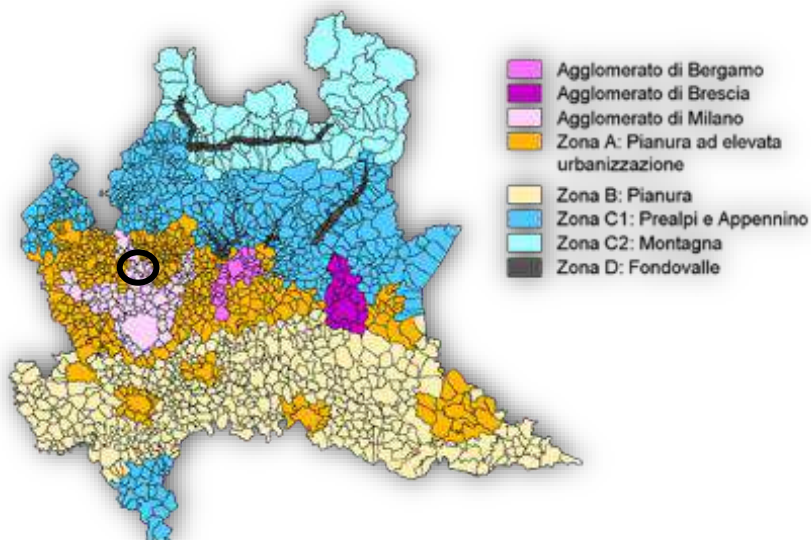 Agglomerato di Bergamo
Agglomerato di Brescia
Agglomerato di Milano
Zona A: Pianura ad elevata
urbanizzazione
Zona B: Pianura
Zona C1: Prealpi e Appennino
Zona C2: Montagna
Zona D: Fondovalle